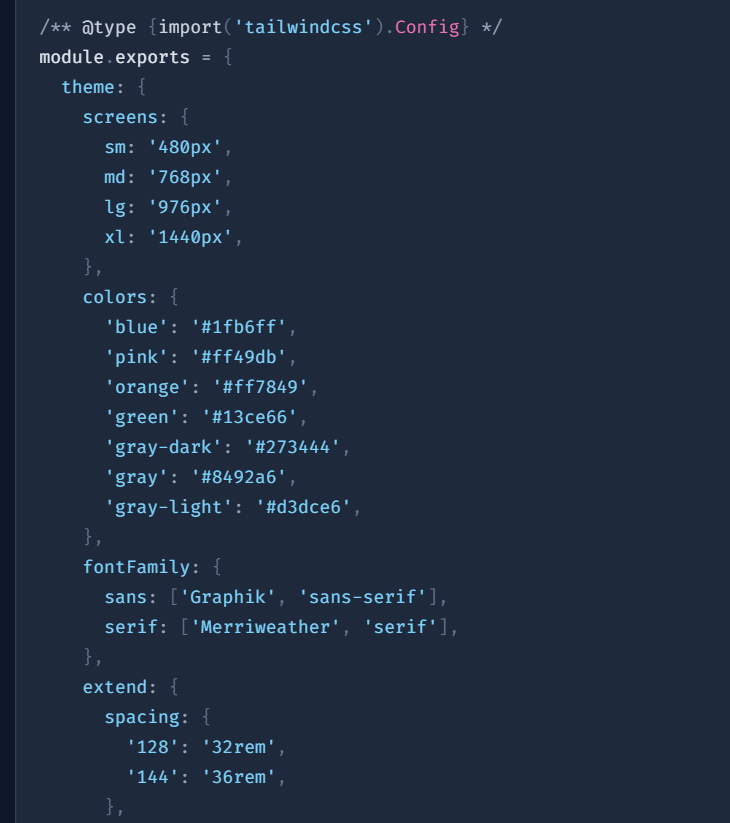 /** @type {import('tailwindcss').Config} */
module.exports = {
  theme: {
    screens: {
      sm: '480px',
      md: '768px',
      lg: '976px',
      xl: '1440px',
    },
    colors: {
      'blue': '#1fb6ff',
      'pink': '#ff49db',
      'orange': '#ff7849',
      'green': '#13ce66',
      'gray-dark': '#273444',
      'gray': '#8492a6',
      'gray-light': '#d3dce6',
    },
    fontFamily: {
      sans: ['Graphik', 'sans-serif'],
      serif: ['Merriweather', 'serif'],
    },
    extend: {
      spacing: {
        '128': '32rem',
        '144': '36rem',
      },